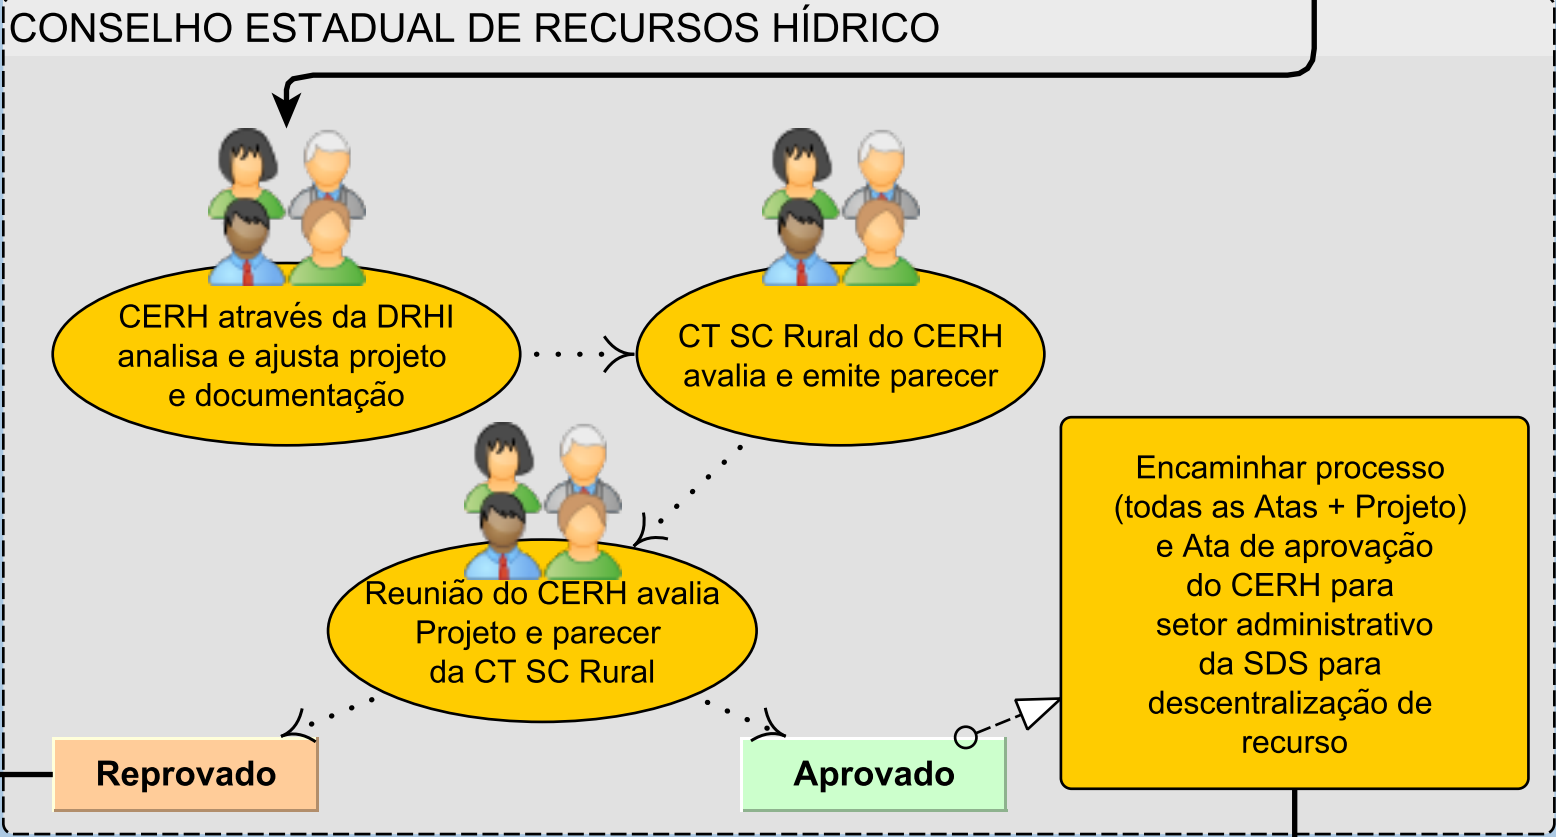 CONSELHO ESTADUAL DE RECURSOS HÍDRICO
CERH através da DRHI
analisa e ajusta projeto
e documentação
CT SC Rural do CERH
avalia e emite parecer
Reunião do CERH avalia
Projeto e parecer
da CT SC Rural
Encaminhar processo
(todas as Atas + Projeto)
e Ata de aprovação
do CERH para
setor administrativo
da SDS para
descentralização de
recurso
Reprovado
Aprovado